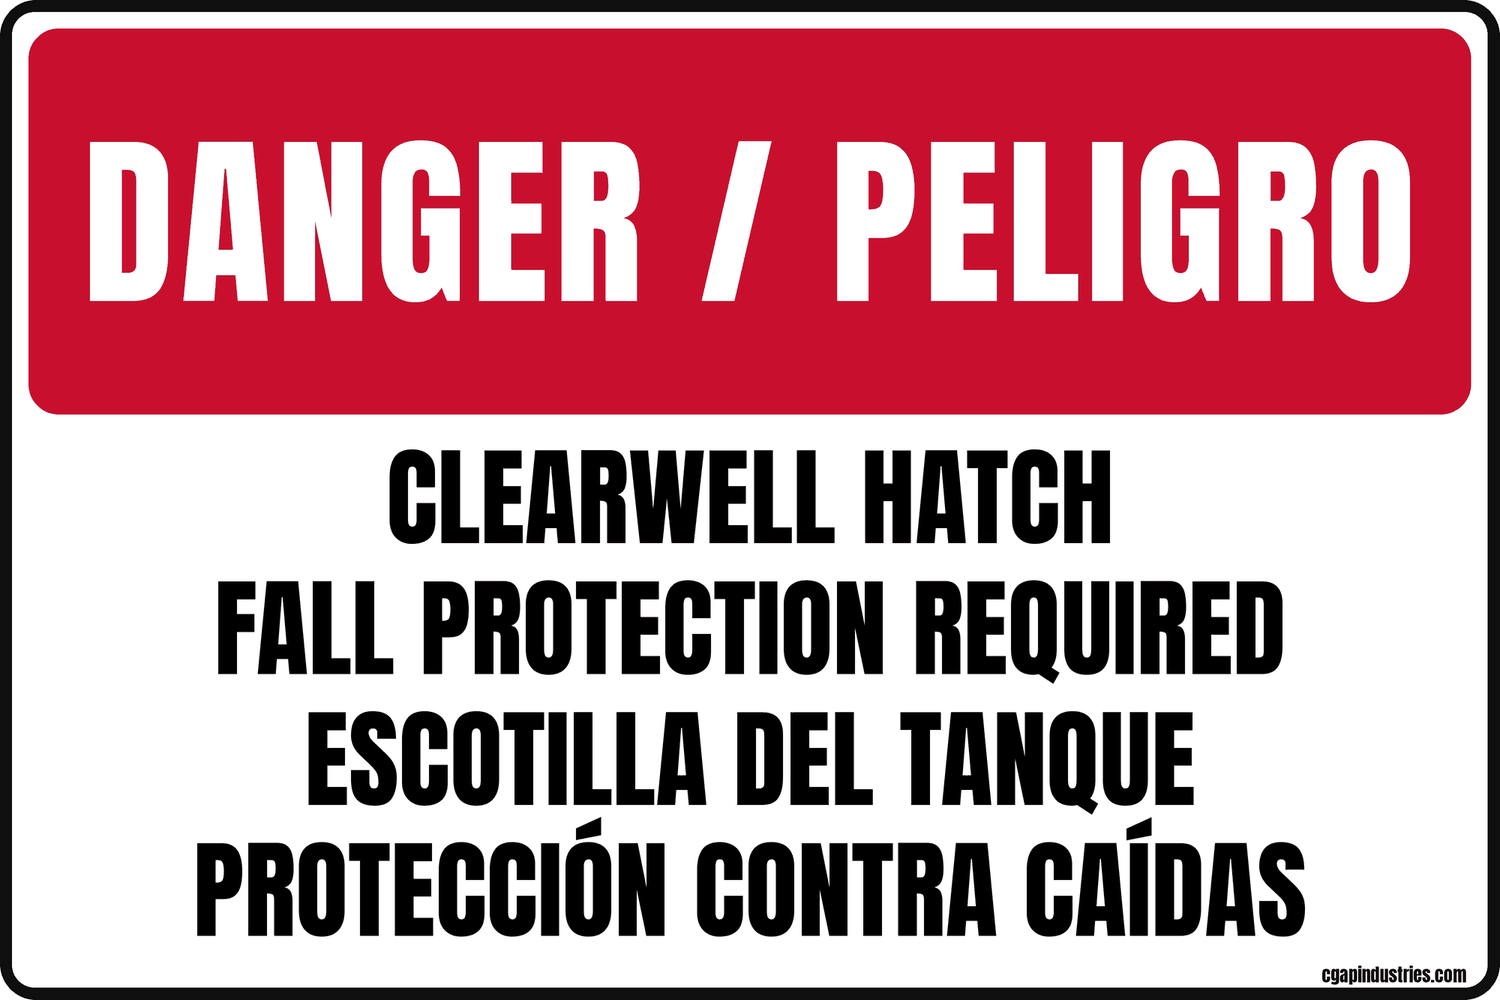 DANGER / PELIGRO
CLEARWELL HATCH
FALL PROTECTION REQUIRED
ESCOTILLA DEL TANQUE
PROTECCIÓN CONTRA CAÍDAS
cgapindustries.com